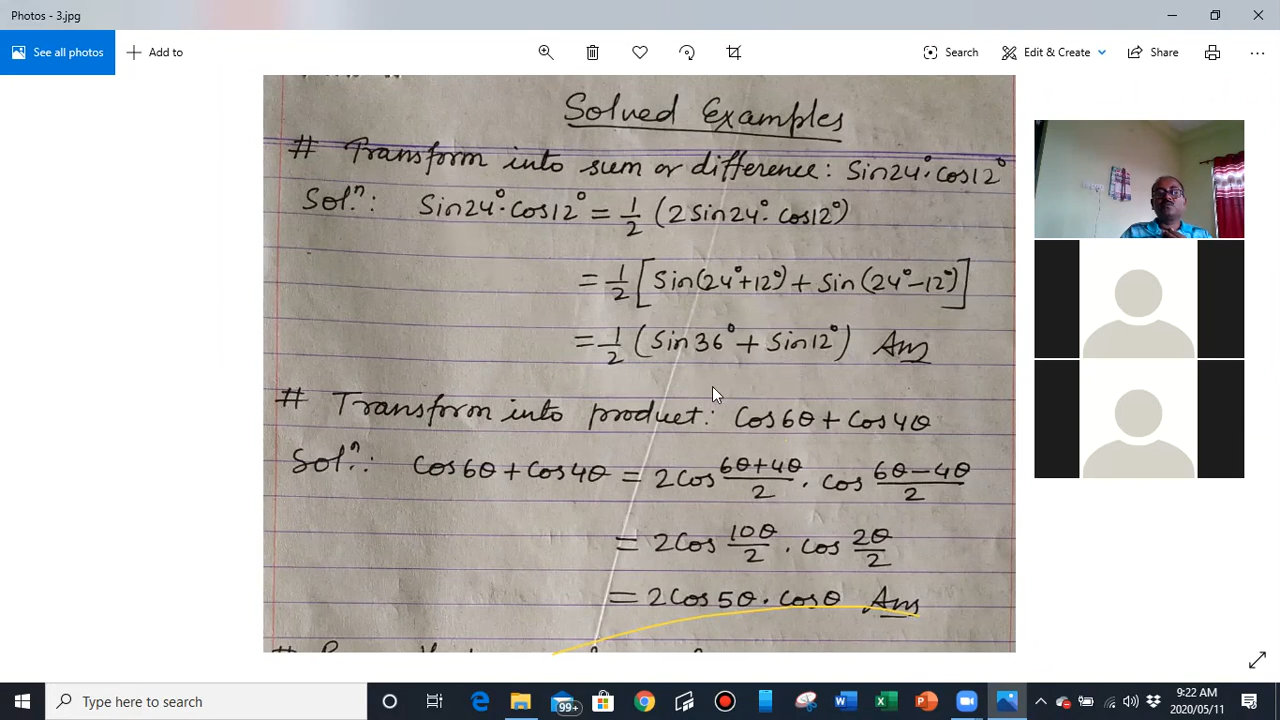 Photos - 3.jpg
See all photos
Add to
Search
Edit & Create
Share
Solved Examples
# Transform into sum or difference: Sin24°·Cos12°
Solⁿ.: Sin24°·Cos12° = 1/2 (2Sin24°·Cos12°)
= 1/2 [Sin(24°+12°) + Sin(24°−12°)]
= 1/2 (Sin36° + Sin12°) Ans
# Transform into product: Cos6θ + Cos4θ
Solⁿ.: Cos6θ + Cos4θ = 2Cos (6θ+4θ)/2 · Cos (6θ−4θ)/2
= 2Cos 10θ/2 · Cos 2θ/2
= 2Cos5θ·Cosθ Ans
Type here to search
99+
9:22 AM
2020/05/11